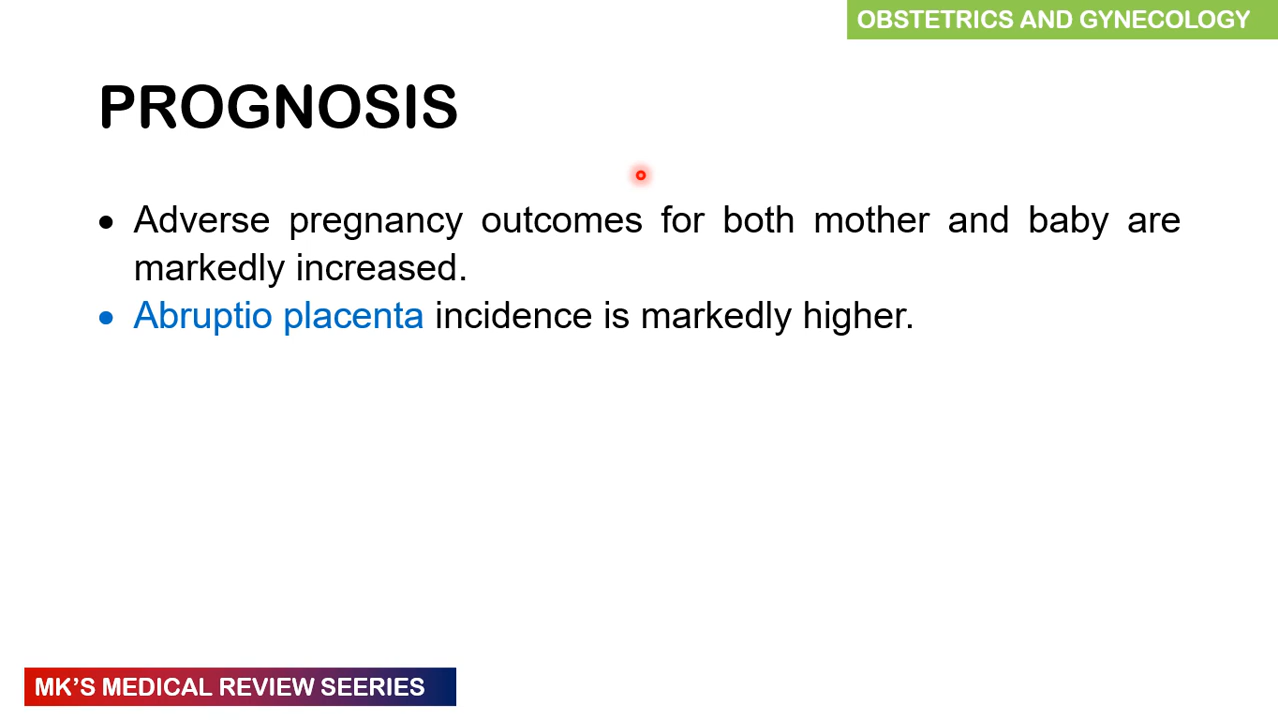 OBSTETRICS AND GYNECOLOGY
PROGNOSIS
• Adverse pregnancy outcomes for both mother and baby are
markedly increased.
• Abruptio placenta incidence is markedly higher.
MK’S MEDICAL REVIEW SEERIES